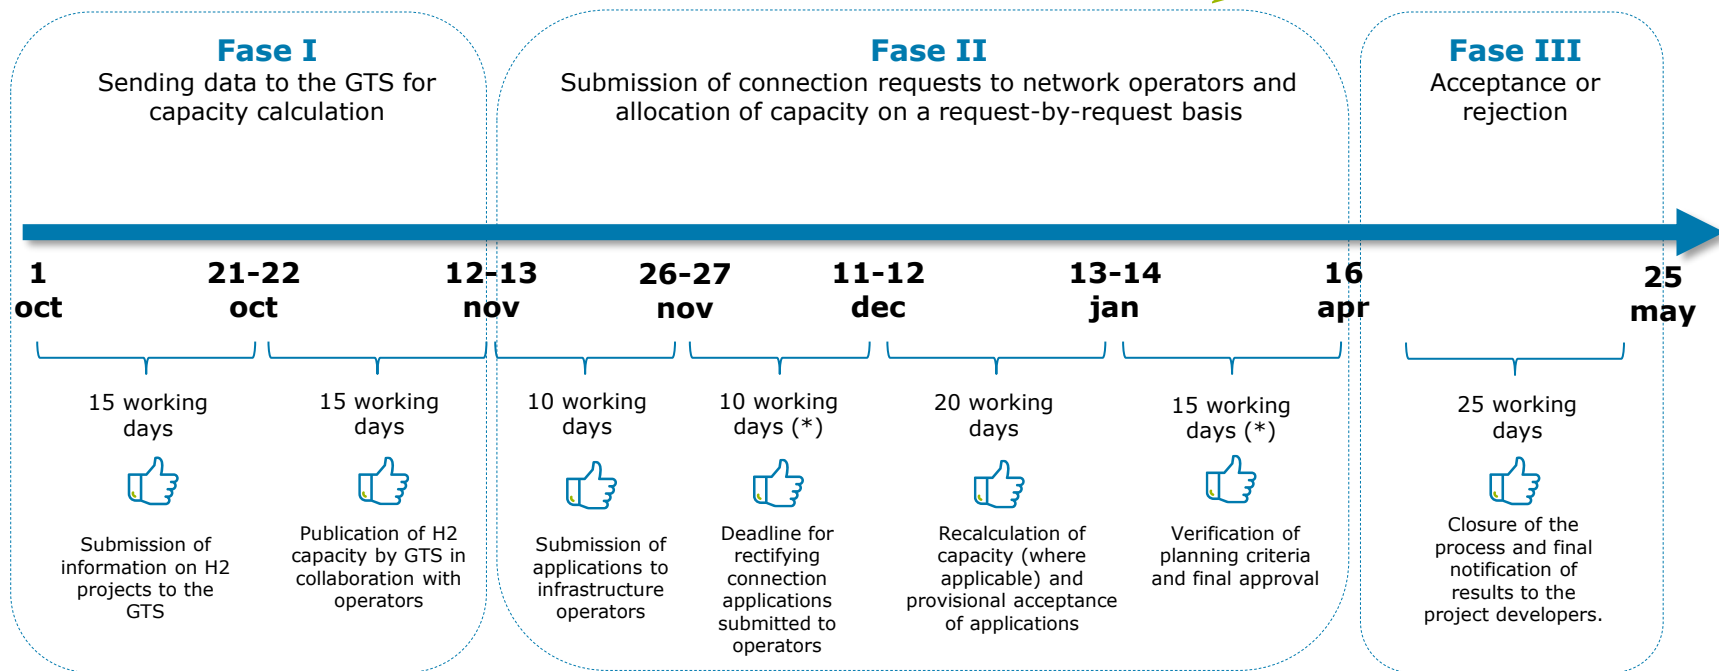 Fase I
Sending data to the GTS for
capacity calculation
Fase II
Submission of connection requests to network operators and
allocation of capacity on a request-by-request basis
Fase III
Acceptance or
rejection
1
oct
21-22
oct
12-13
nov
26-27
nov
11-12
dec
13-14
jan
16
apr
25
may
15 working
days
15 working
days
10 working
days
10 working
days (*)
20 working
days
15 working
days (*)
25 working
days
Submission of
information on H2
projects to the
GTS
Publication of H2
capacity by GTS in
collaboration with
operators
Submission of
applications to
infrastructure
operators
Deadline for
rectifying
connection
applications
submitted to
operators
Recalculation of
capacity (where
applicable) and
provisional acceptance
of applications
Verification of
planning criteria
and final approval
Closure of the
process and final
notification of
results to the
project developers.